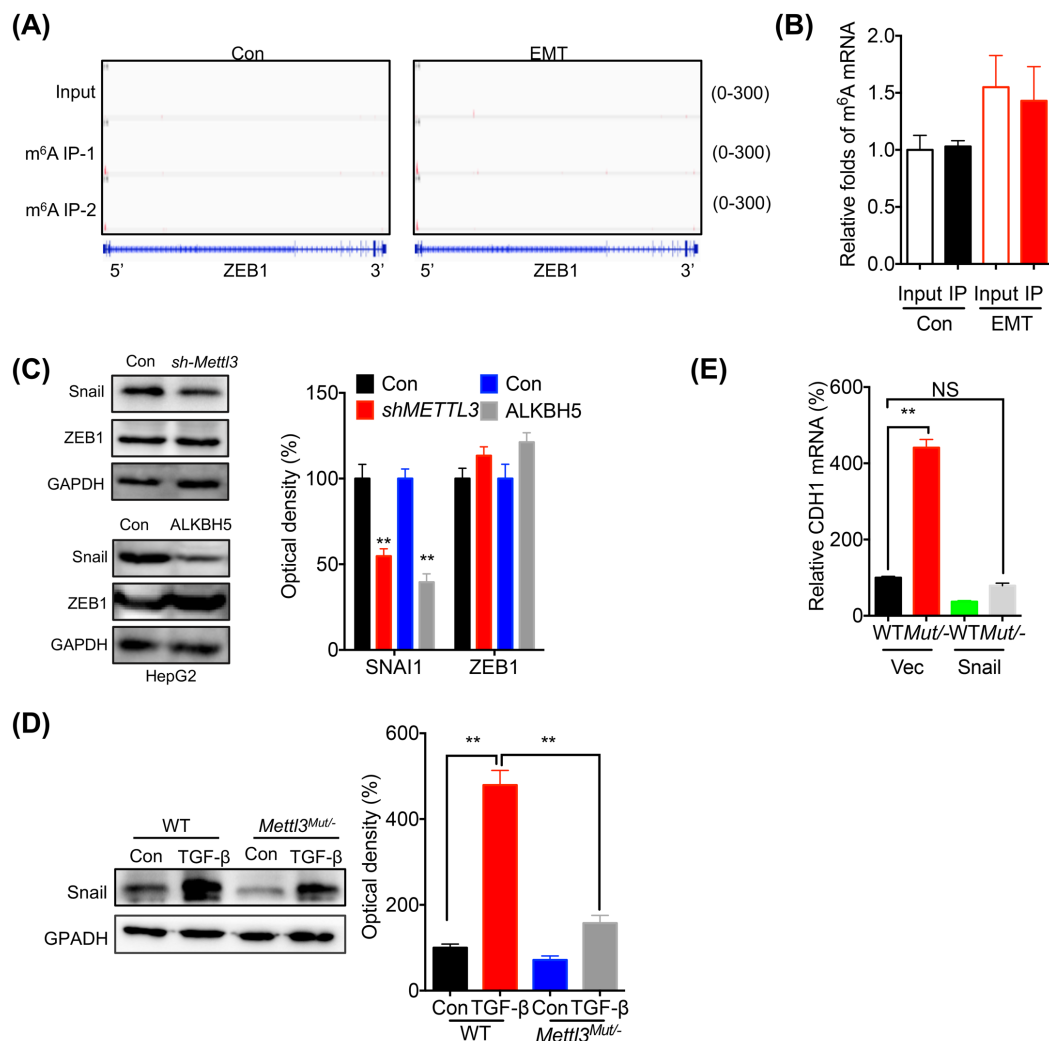 (A)
Con
EMT
Input
(0-300)
m⁶A IP-1
(0-300)
m⁶A IP-2
(0-300)
5’ ZEB1 3’
5’ ZEB1 3’
(B)
Relative folds of m⁶A mRNA
2.0
1.5
1.0
0.5
0.0
Input IP Input IP
Con EMT
(C)
Con sh-Mettl3
Snail
ZEB1
GAPDH
Con ALKBH5
Snail
ZEB1
GAPDH
HepG2
Con Con
shMETTL3 ALKBH5
Optical density (%)
150
100
50
0
** **
SNAI1 ZEB1
(E)
Relative CDH1 mRNA (%)
600
400
200
0
NS
**
WT Mut/- WT Mut/-
Vec Snail
(D)
WT Mettl3Mut/-
Con TGF-β Con TGF-β
Snail
GPADH
Optical density (%)
600
400
200
0
** **
Con TGF-β Con TGF-β
WT Mettl3Mut/-